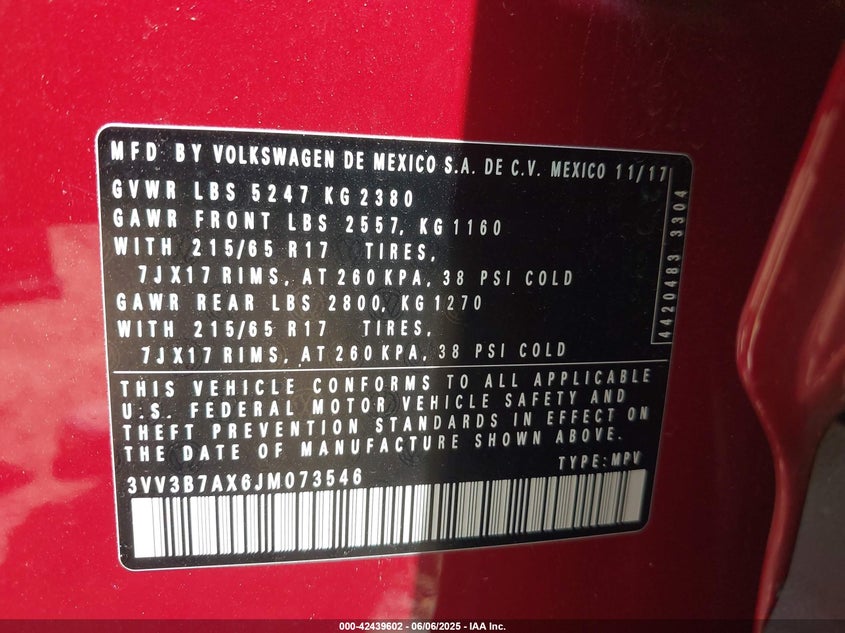 MFD BY VOLKSWAGEN DE MEXICO S.A. DE C.V. MEXICO 11/17
GVWR LBS 5247 KG 2380
GAWR FRONT LBS 2557, KG 1160
WITH 215/65 R17 TIRES,
7JX17 RIMS, AT 260 KPA, 38 PSI COLD
GAWR REAR LBS 2800, KG 1270
WITH 215/65 R17 TIRES,
7JX17 RIMS, AT 260 KPA, 38 PSI COLD
4420483 3304
THIS VEHICLE CONFORMS TO ALL APPLICABLE
U.S. FEDERAL MOTOR VEHICLE SAFETY AND
THEFT PREVENTION STANDARDS IN EFFECT ON
THE DATE OF MANUFACTURE SHOWN ABOVE.
TYPE: MPV
3VV3B7AX6JM073546
000-42439602 - 06/06/2025 - IAA Inc.